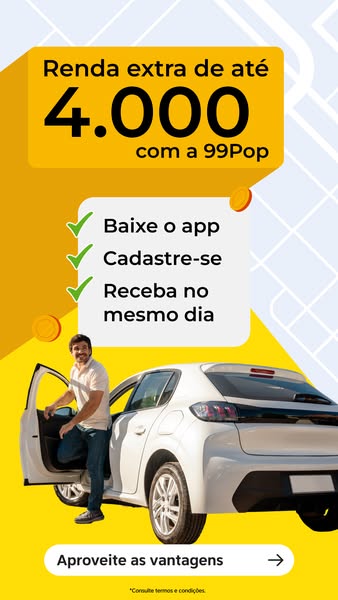 Renda extra de até
4.000
com a 99Pop
Baixe o app
Cadastre-se
Receba no
mesmo dia
Aproveite as vantagens
*Consulte termos e condições.